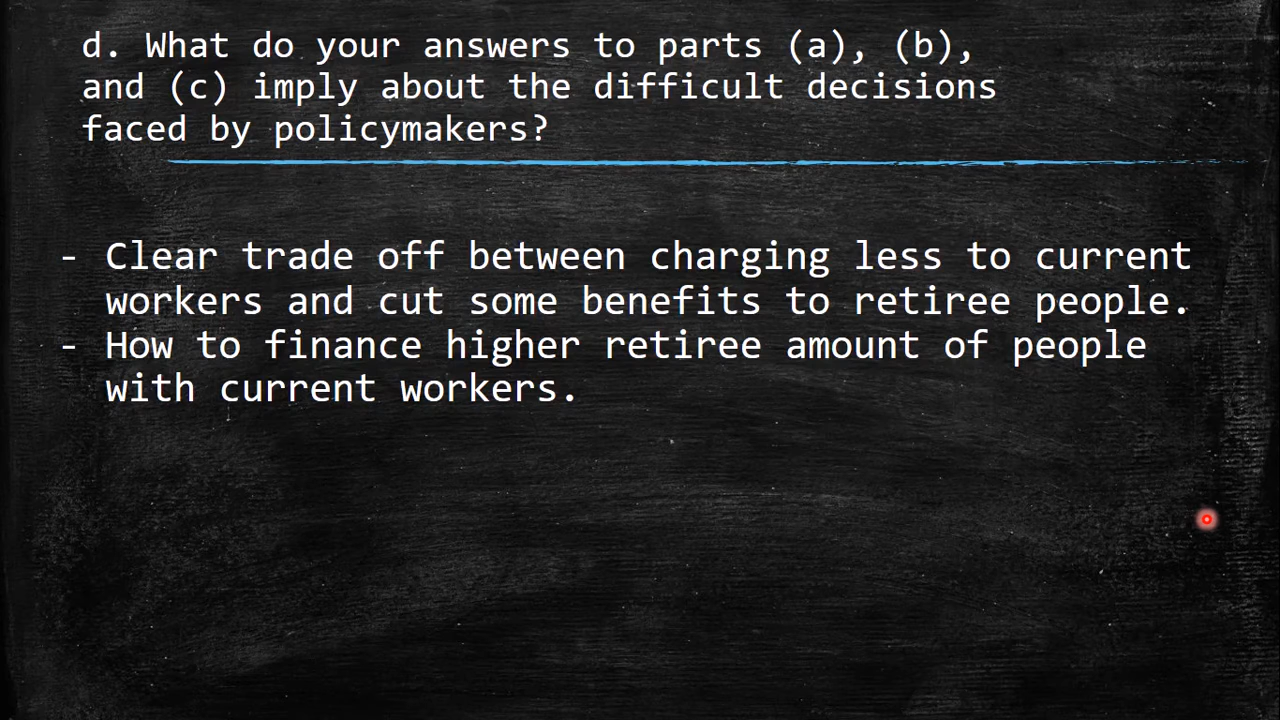 d. What do your answers to parts (a), (b),
and (c) imply about the difficult decisions
faced by policymakers?
- Clear trade off between charging less to current
workers and cut some benefits to retiree people.
- How to finance higher retiree amount of people
with current workers.